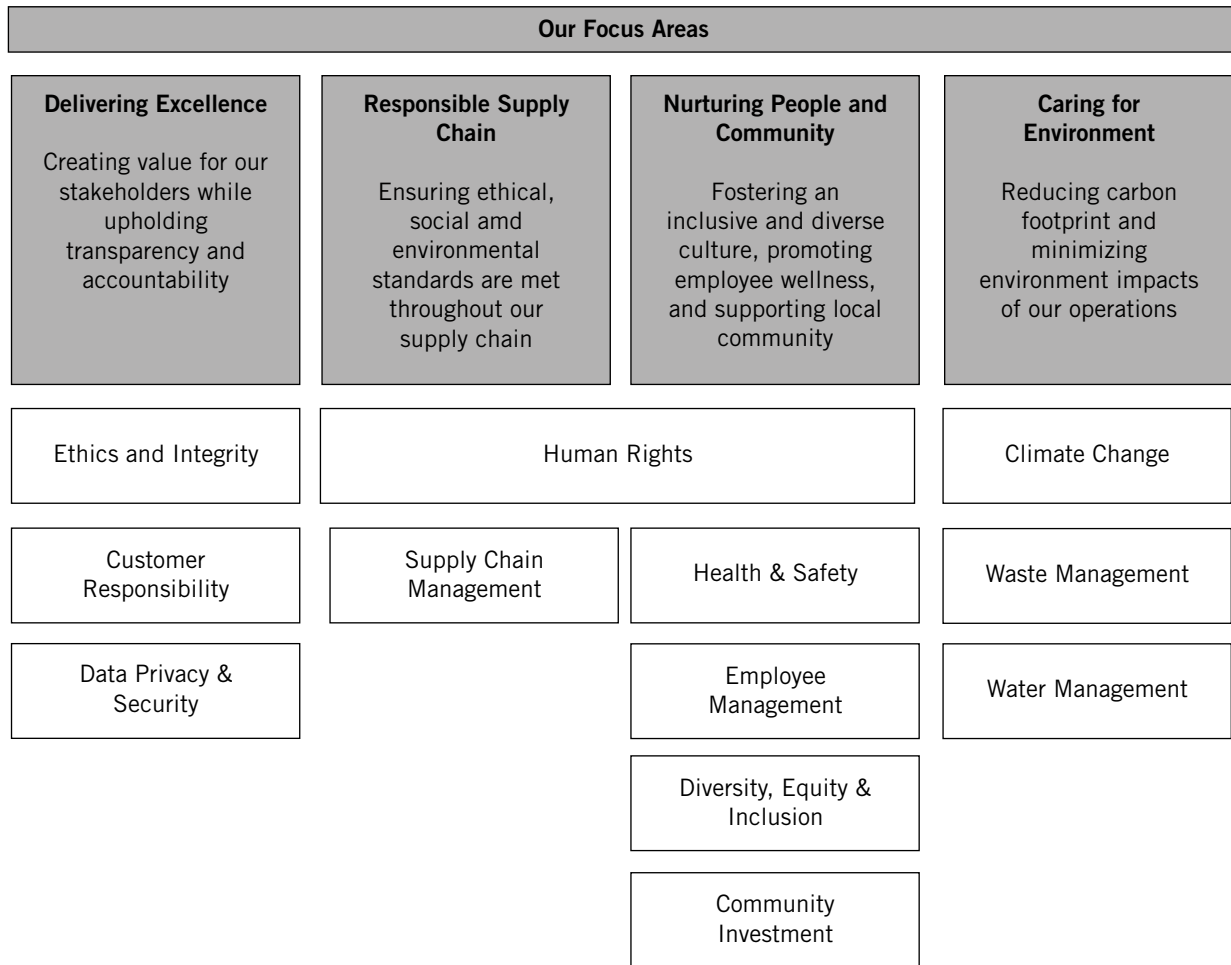 Our Focus Areas
Delivering Excellence
Creating value for our
stakeholders while
upholding
transparency and
accountability
Responsible Supply
Chain
Ensuring ethical,
social amd
environmental
standards are met
throughout our
supply chain
Nurturing People and
Community
Fostering an
inclusive and diverse
culture, promoting
employee wellness,
and supporting local
community
Caring for
Environment
Reducing carbon
footprint and
minimizing
environment impacts
of our operations
Ethics and Integrity
Human Rights
Climate Change
Customer
Responsibility
Supply Chain
Management
Health & Safety
Waste Management
Data Privacy &
Security
Employee
Management
Water Management
Diversity, Equity &
Inclusion
Community
Investment